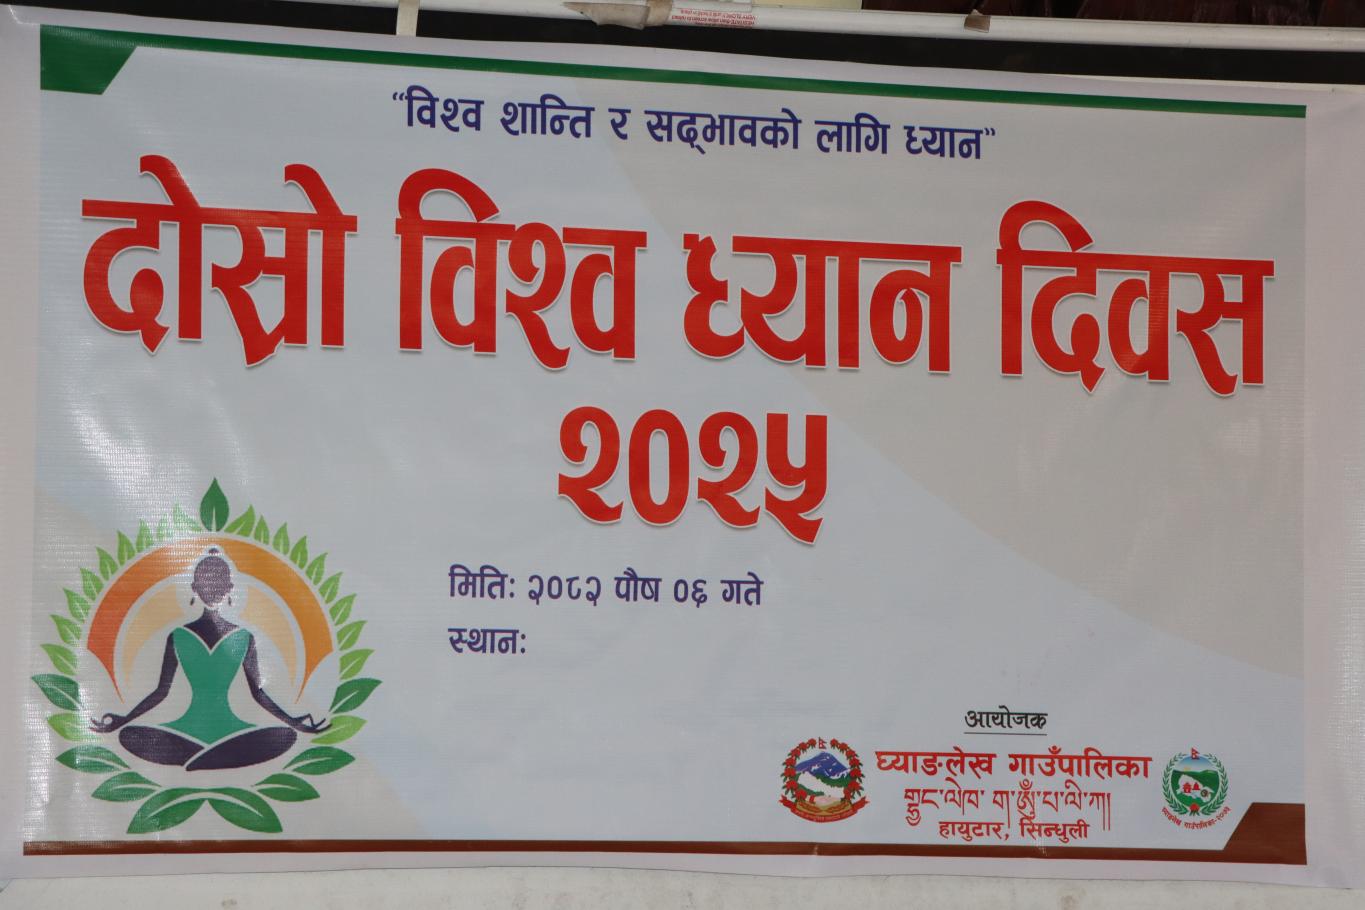 “विश्व शान्ति र सद्‌भावको लागि ध्यान”
दोस्रो विश्व ध्यान दिवस
२०२५
मितिः २०८२ पौष ०६ गते
स्थानः
आयोजक
घ्याङलेख गाउँपालिका
हायुटार, सिन्धुली